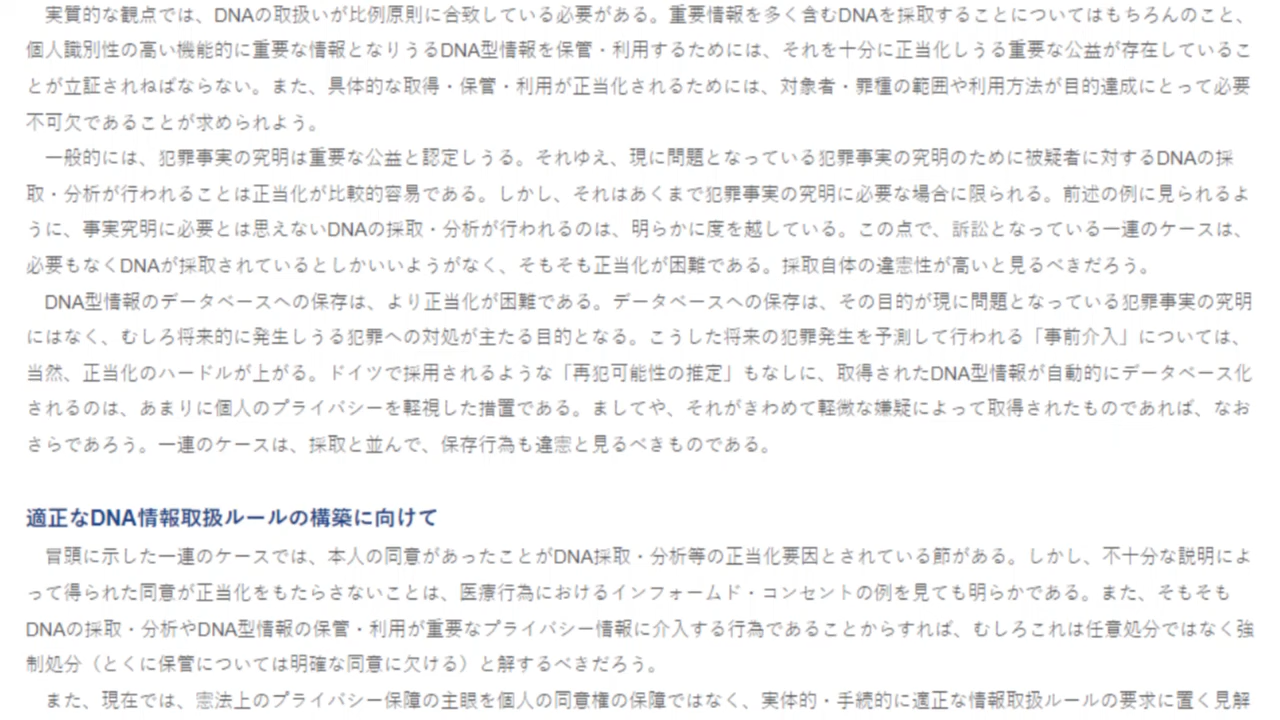 実質的な観点では、DNAの取扱いが比例原則に合致している必要がある。重要情報を多く含むDNAを採取することについてはもちろんのこと、
個人識別性の高い機能的に重要な情報となりうるDNA型情報を保管・利用するためには、それを十分に正当化しうる重要な公益が存在しているこ
とが立証されねばならない。また、具体的な取得・保管・利用が正当化されるためには、対象者・罪種の範囲や利用方法が目的達成にとって必要
不可欠であることが求められよう。
一般的には、犯罪事実の究明は重要な公益と認定しうる。それゆえ、現に問題となっている犯罪事実の究明のために被疑者に対するDNAの採
取・分析が行われることは正当化が比較的容易である。しかし、それはあくまで犯罪事実の究明に必要な場合に限られる。前述の例に見られるよ
うに、事実究明に必要とは思えないDNAの採取・分析が行われるのは、明らかに度を越している。この点で、訴訟となっている一連のケースは、
必要もなくDNAが採取されているとしかいいようがなく、そもそも正当化が困難である。採取自体の違憲性が高いと見るべきだろう。
DNA型情報のデータベースへの保存は、より正当化が困難である。データベースへの保存は、その目的が現に問題となっている犯罪事実の究明
にはなく、むしろ将来的に発生しうる犯罪への対処が主たる目的となる。こうした将来の犯罪発生を予測して行われる「事前介入」については、
当然、正当化のハードルが上がる。ドイツで採用されるような「再犯可能性の推定」もなしに、取得されたDNA型情報が自動的にデータベース化
されるのは、あまりに個人のプライバシーを軽視した措置である。ましてや、それがきわめて軽微な嫌疑によって取得されたものであれば、なお
さらであろう。一連のケースは、採取と並んで、保存行為も違憲と見るべきものである。
適正なDNA情報取扱ルールの構築に向けて
冒頭に示した一連のケースでは、本人の同意があったことがDNA採取・分析等の正当化要因とされている節がある。しかし、不十分な説明によ
って得られた同意が正当化をもたらさないことは、医療行為におけるインフォームド・コンセントの例を見ても明らかである。また、そもそも
DNAの採取・分析やDNA型情報の保管・利用が重要なプライバシー情報に介入する行為であることからすれば、むしろこれは任意処分ではなく強
制処分（とくに保管については明確な同意に欠ける）と解するべきだろう。
また、現在では、憲法上のプライバシー保障の主眼を個人の同意権の保障ではなく、実体的・手続的に適正な情報取扱ルールの要求に置く見解